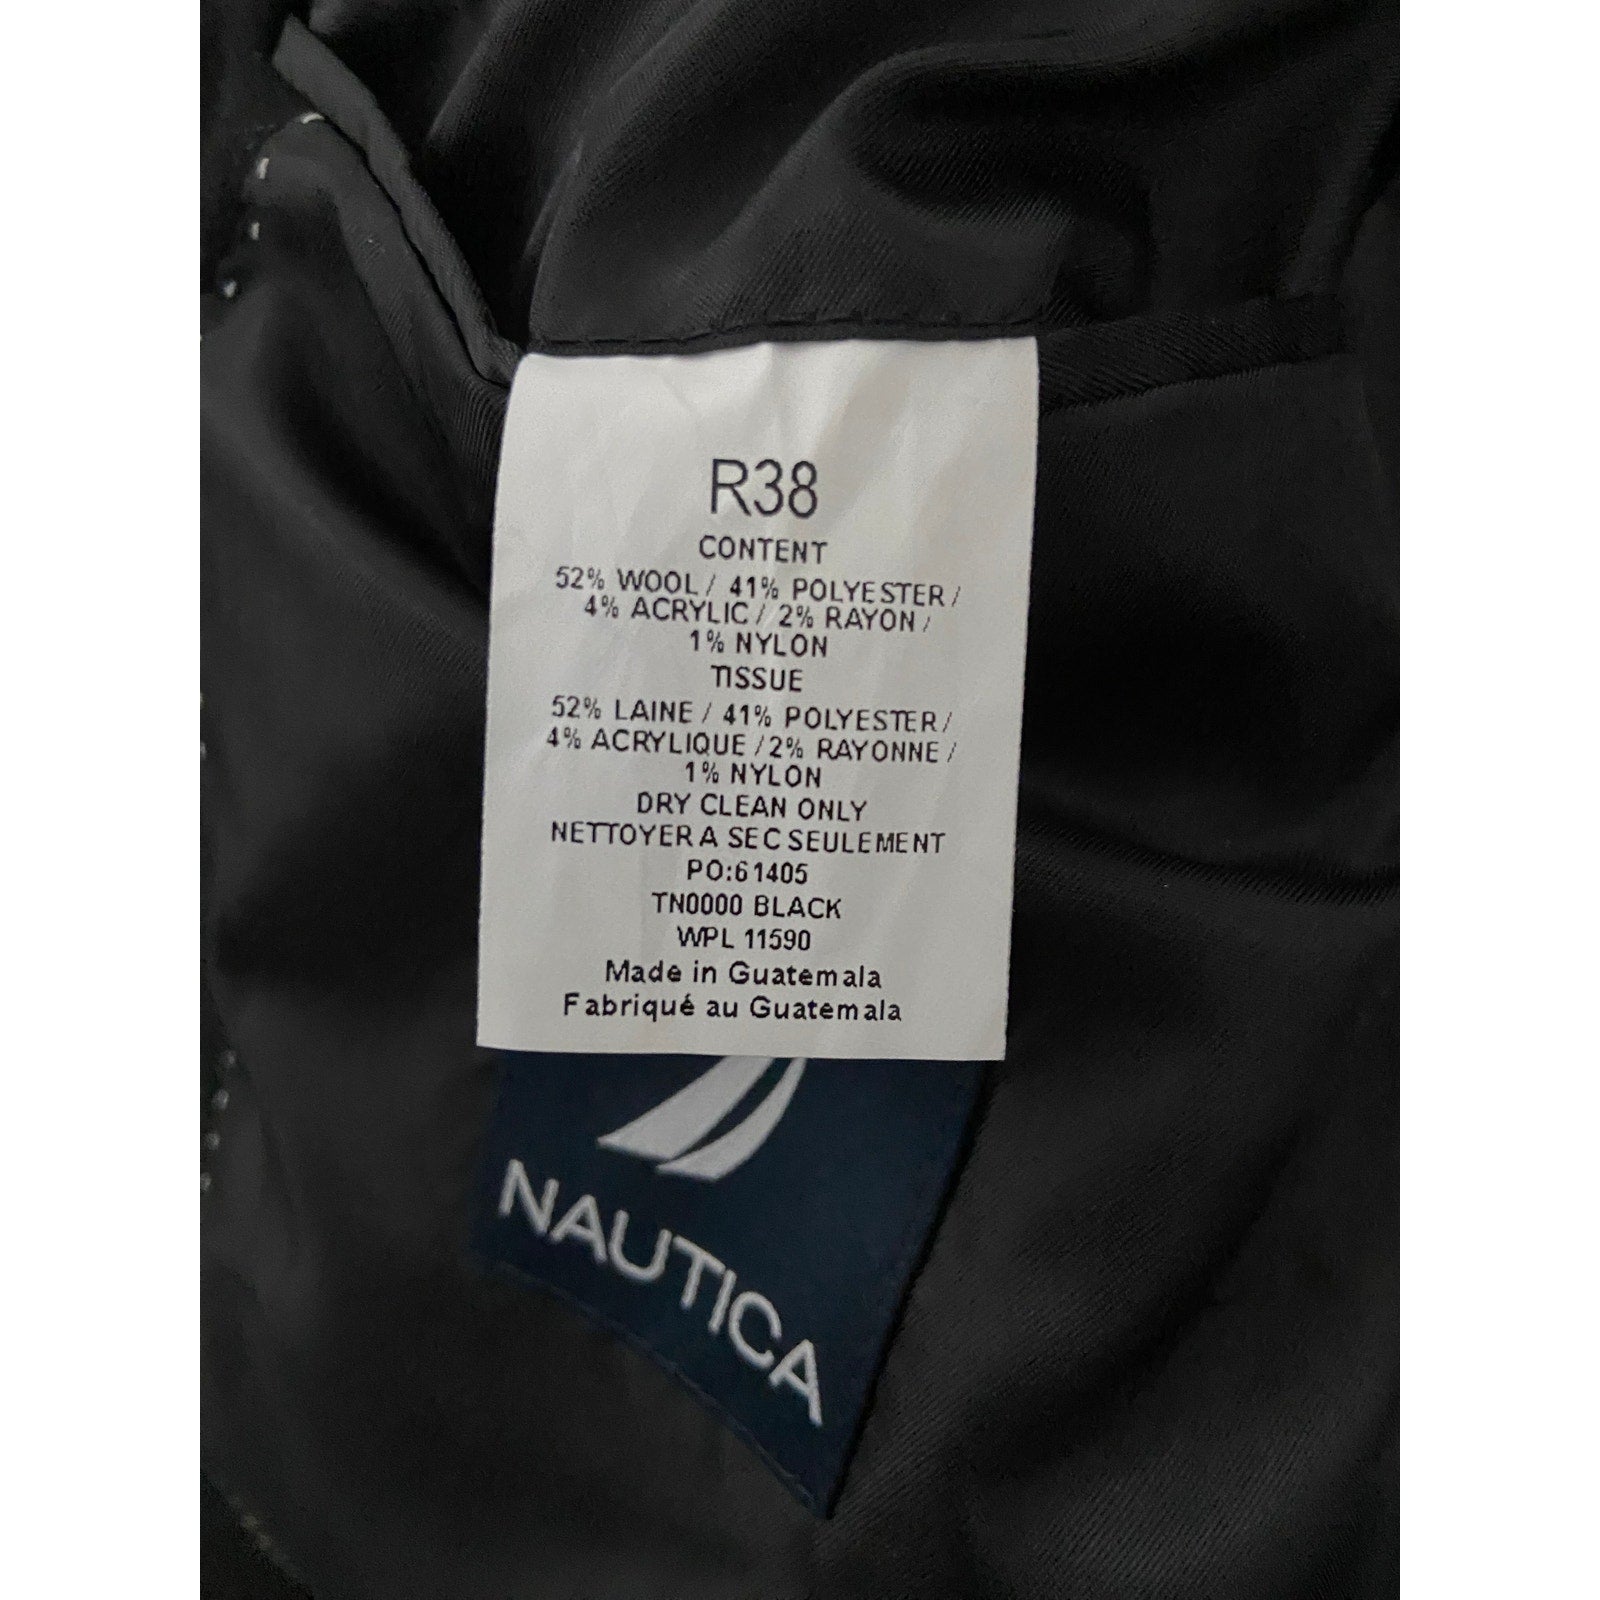 R38
CONTENT
52% WOOL / 41% POLYESTER /
4% ACRYLIC / 2% RAYON /
1% NYLON
TISSUE
52% LAINE / 41% POLYESTER /
4% ACRYLIQUE / 2% RAYONNE /
1% NYLON
DRY CLEAN ONLY
NETTOYER A SEC SEULEMENT
PO:61405
TN0000 BLACK
WPL 11590
Made in Guatemala
Fabriqué au Guatemala
NAUTICA